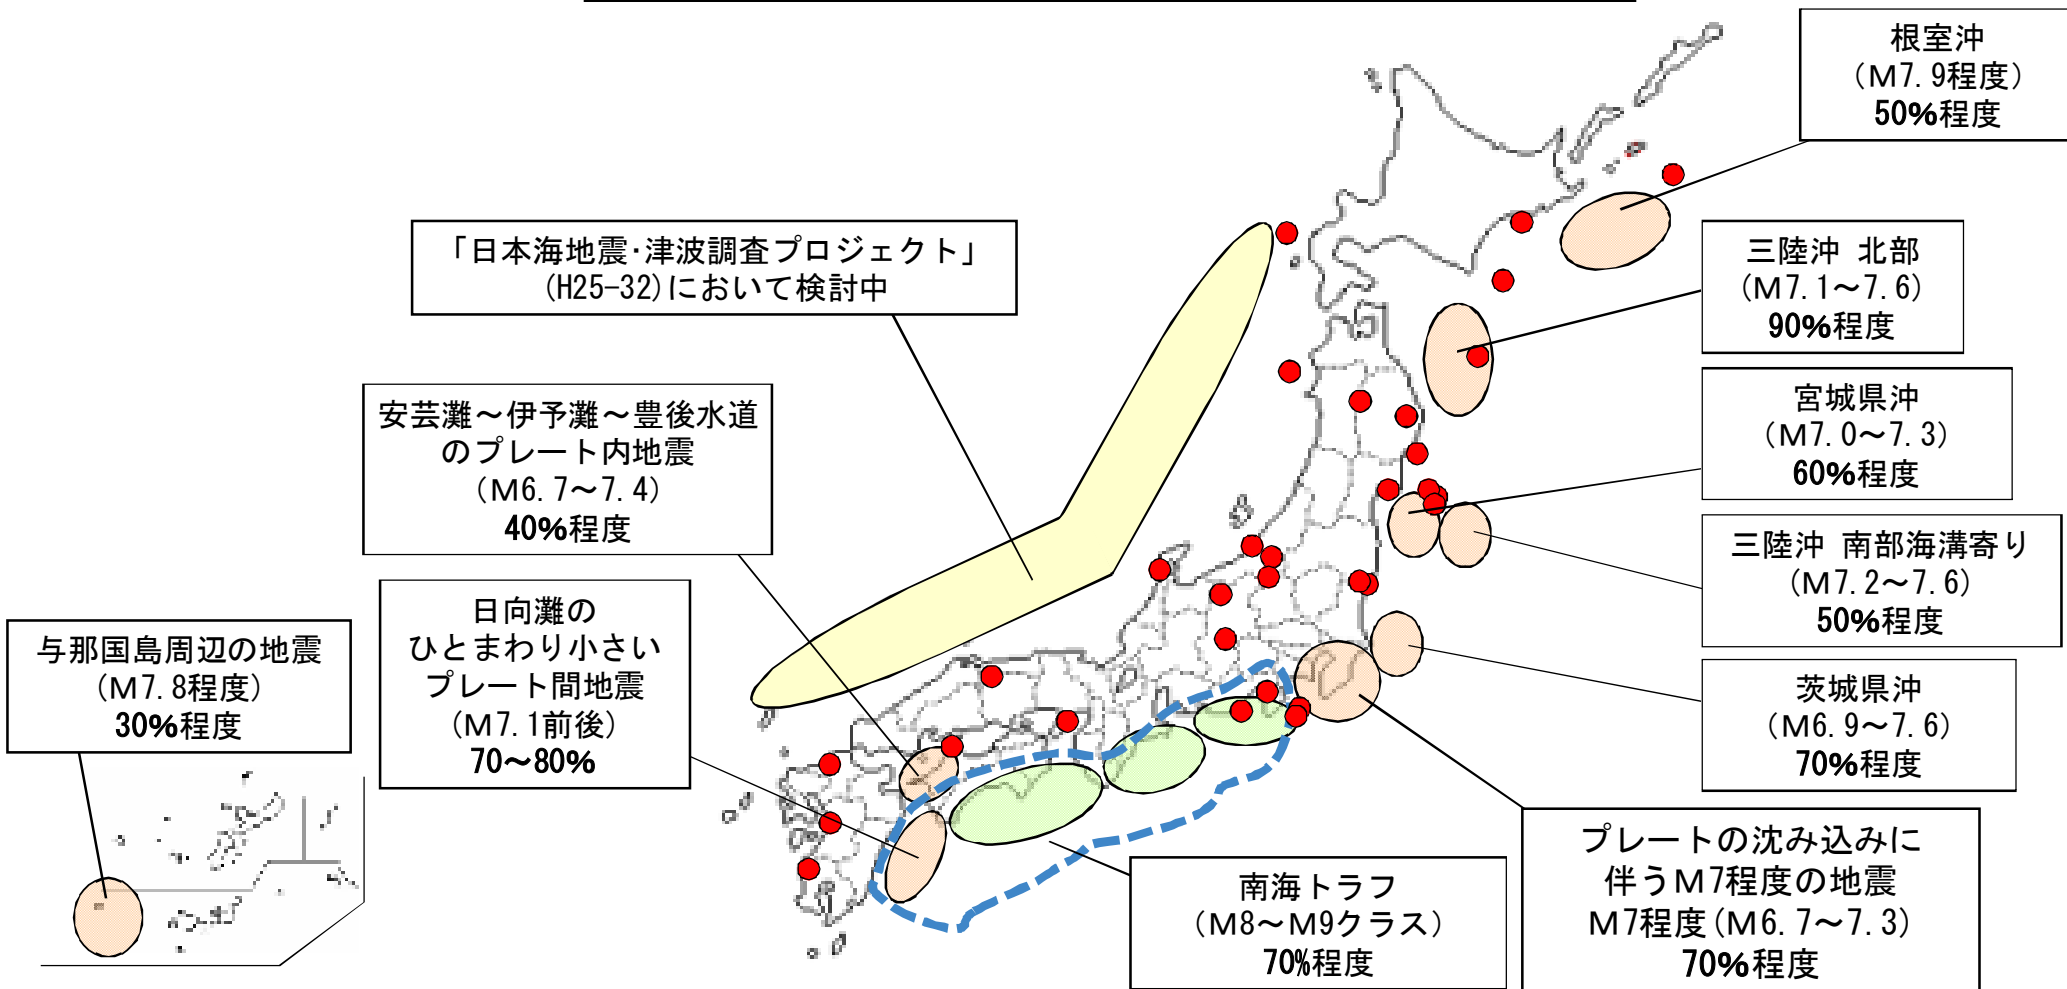 根室沖
(M7.9程度)
50%程度
「日本海地震・津波調査プロジェクト」
(H25-32)において検討中
三陸沖 北部
(M7.1～7.6)
90%程度
安芸灘～伊予灘～豊後水道
のプレート内地震
(M6.7～7.4)
40%程度
宮城県沖
(M7.0～7.3)
60%程度
三陸沖 南部海溝寄り
(M7.2～7.6)
50%程度
日向灘の
ひとまわり小さい
プレート間地震
(M7.1前後)
70～80%
与那国島周辺の地震
(M7.8程度)
30%程度
茨城県沖
(M6.9～7.6)
70%程度
南海トラフ
(M8～M9クラス)
70%程度
プレートの沈み込みに
伴うM7程度の地震
M7程度(M6.7～7.3)
70%程度